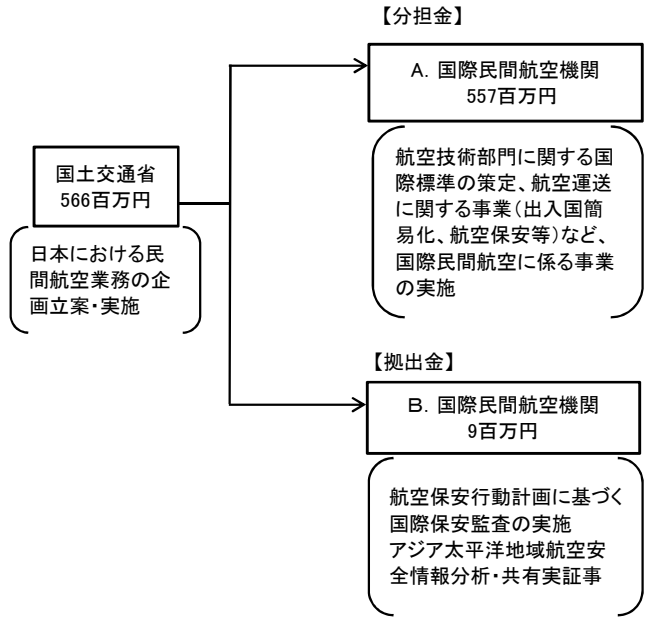 【分担金】
A. 国際民間航空機関
557百万円
航空技術部門に関する国
際標準の策定、航空運送
に関する事業(出入国簡
易化、航空保安等)など、
国際民間航空に係る事業
の実施
国土交通省
566百万円
日本における民
間航空業務の企
画立案・実施
【拠出金】
B. 国際民間航空機関
9百万円
航空保安行動計画に基づく
国際保安監査の実施
アジア太平洋地域航空安
全情報分析・共有実証事